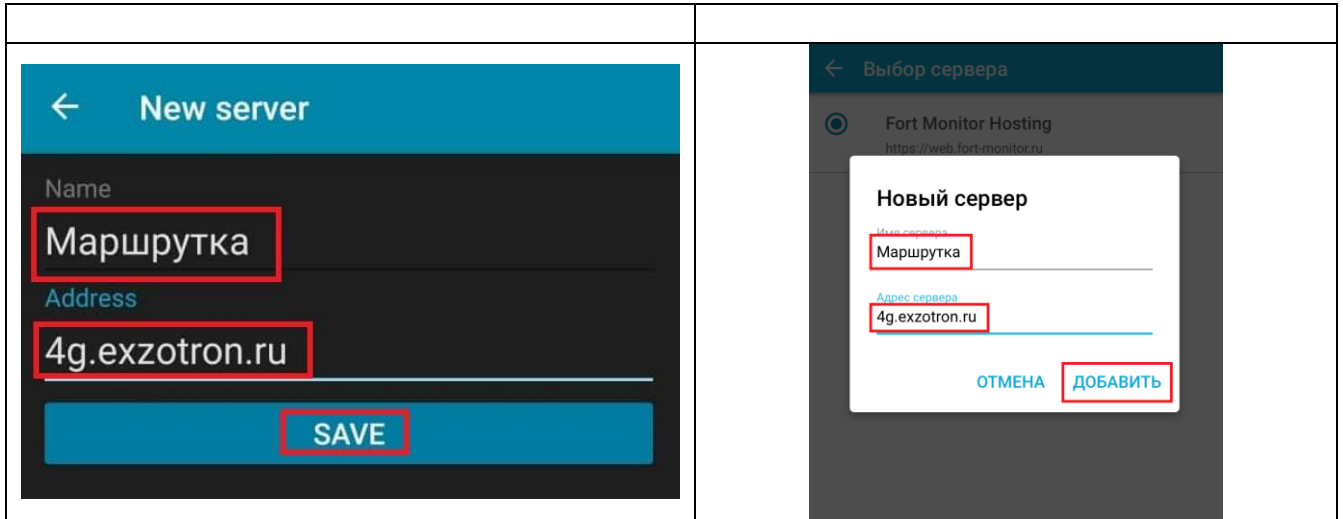 New server
Name
Маршрутка
Address
4g.exzotron.ru
SAVE
Выбор сервера
Fort Monitor Hosting
https://web.fort-monitor.ru
Новый сервер
Имя сервера
Маршрутка
Адрес сервера
4g.exzotron.ru
ОТМЕНА ДОБАВИТЬ